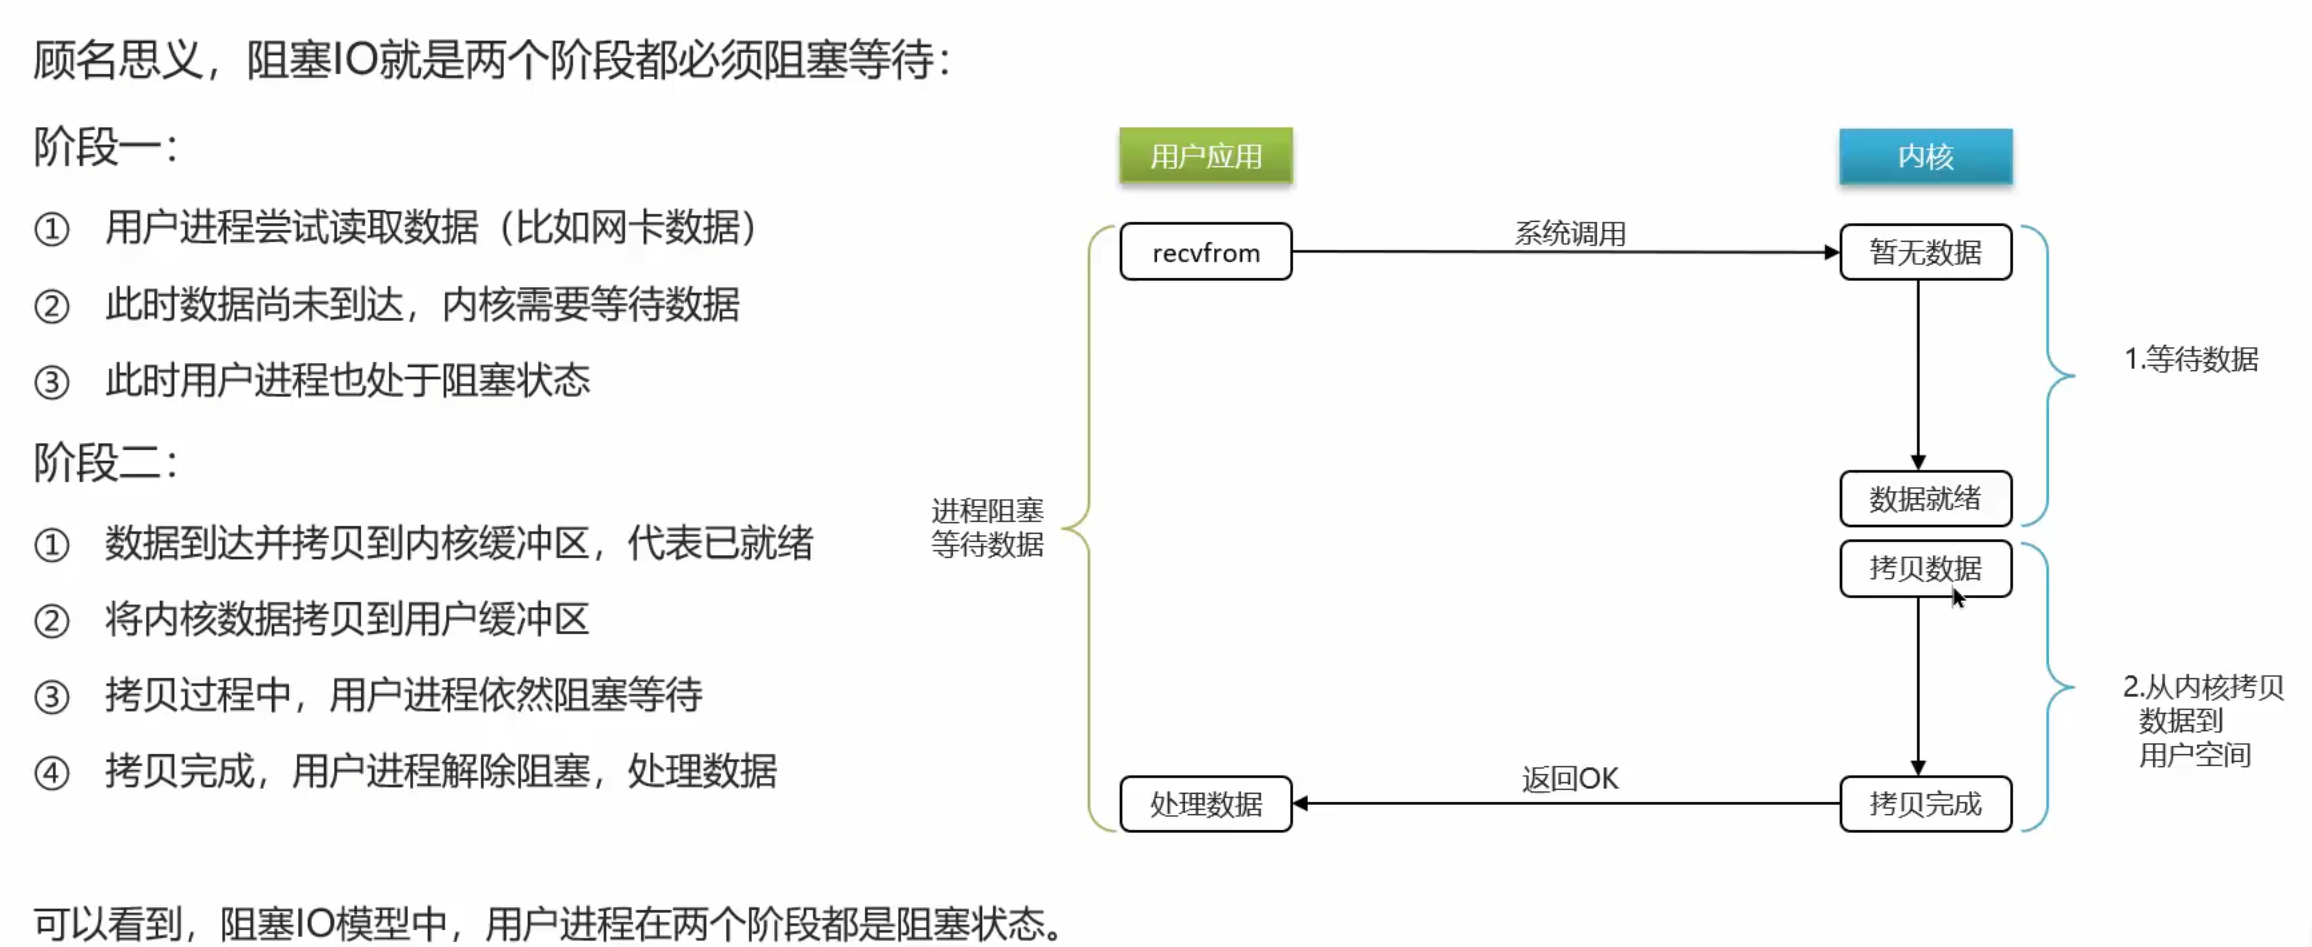 顾名思义，阻塞IO就是两个阶段都必须阻塞等待：
阶段一：
① 用户进程尝试读取数据（比如网卡数据）
② 此时数据尚未到达，内核需要等待数据
③ 此时用户进程也处于阻塞状态
阶段二：
① 数据到达并拷贝到内核缓冲区，代表已就绪
② 将内核数据拷贝到用户缓冲区
③ 拷贝过程中，用户进程依然阻塞等待
④ 拷贝完成，用户进程解除阻塞，处理数据
可以看到，阻塞IO模型中，用户进程在两个阶段都是阻塞状态。
用户应用
内核
recvfrom
系统调用
暂无数据
1.等待数据
数据就绪
进程阻塞
等待数据
拷贝数据
2.从内核拷贝
数据到
用户空间
处理数据
返回OK
拷贝完成